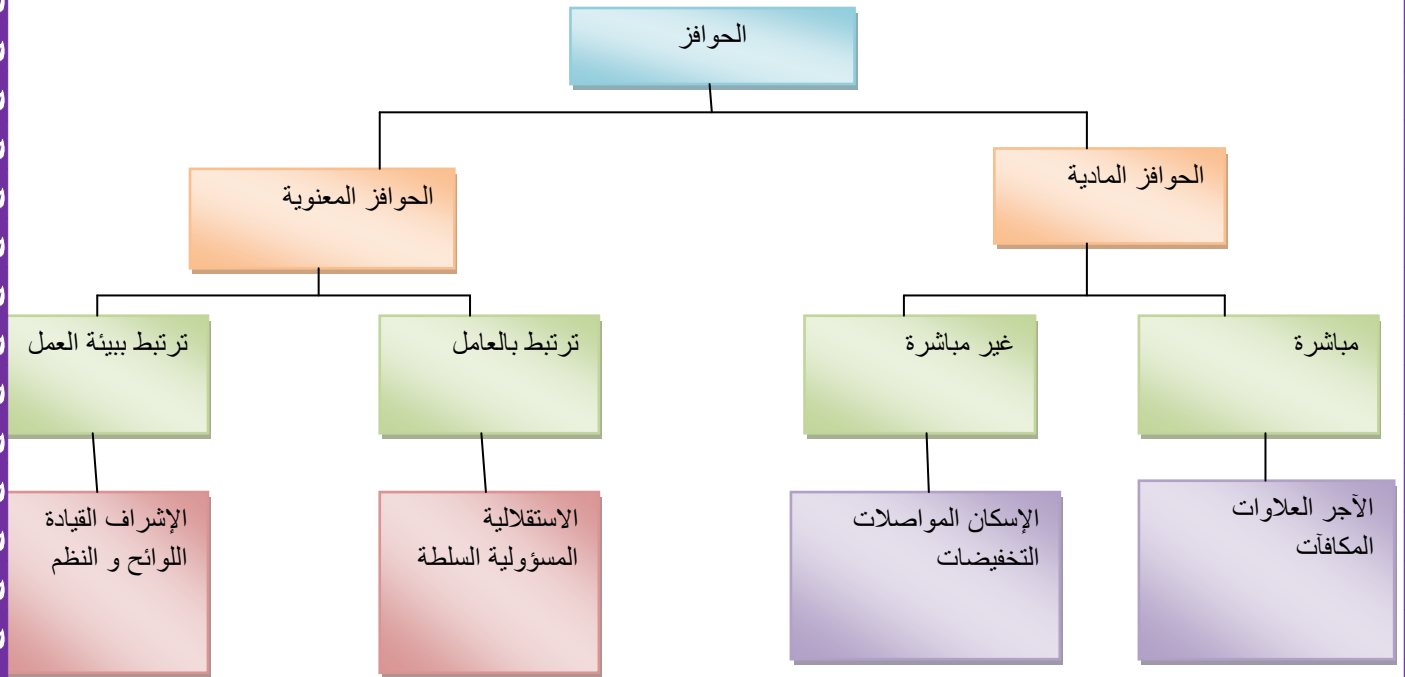 الحوافز
الحوافز المادية
الحوافز المعنوية
مباشرة
غير مباشرة
ترتبط بالعامل
ترتبط ببيئة العمل
الآجر العلاوات
المكافآت
الإسكان المواصلات
التخفيضات
الاستقلالية
المسؤولية السلطة
الإشراف القيادة
اللوائح و النظم